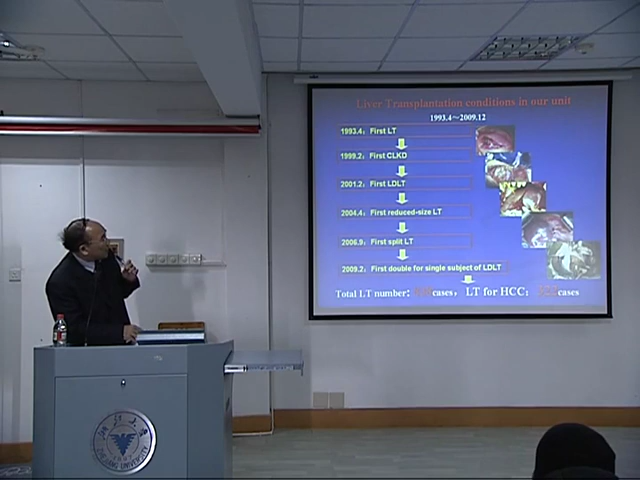 Liver Transplantation conditions in our unit
1993.4~2009.12
1993.4: First LT
1999.2: First CLKD
2001.2: First LDLT
2004.4: First reduced-size LT
2006.9: First split LT
2009.2: First double for single subject of LDLT
Total LT number: cases, LT for HCC: cases
ZHEJIANG UNIVERSITY